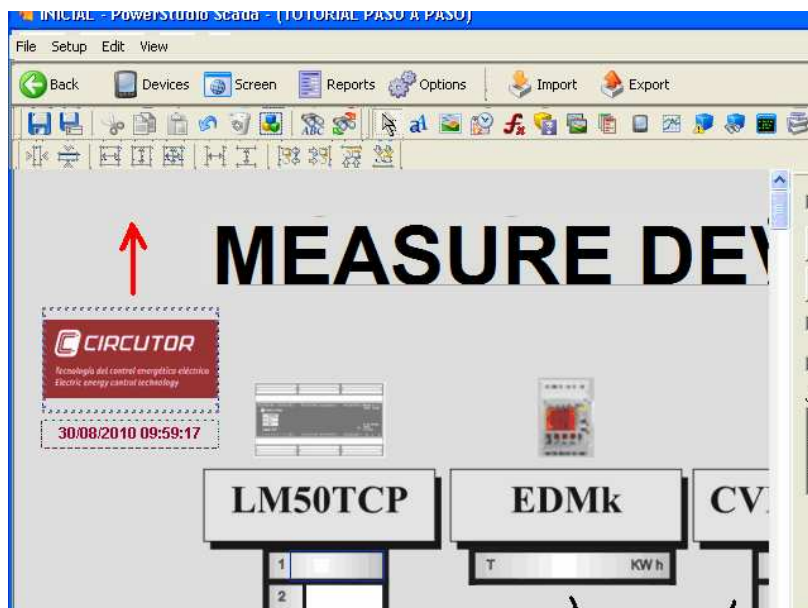 INICIAL - PowerStudio Scada - (TUTORIAL PASO A PASO)
File Setup Edit View
Back Devices Screen Reports Options Import Export
MEASURE DEV
CIRCUTOR
Tecnología del control energético eléctrico
Electric energy control technology
30/08/2010 09:59:17
LM50TCP EDMk CV
1 T KWh
2